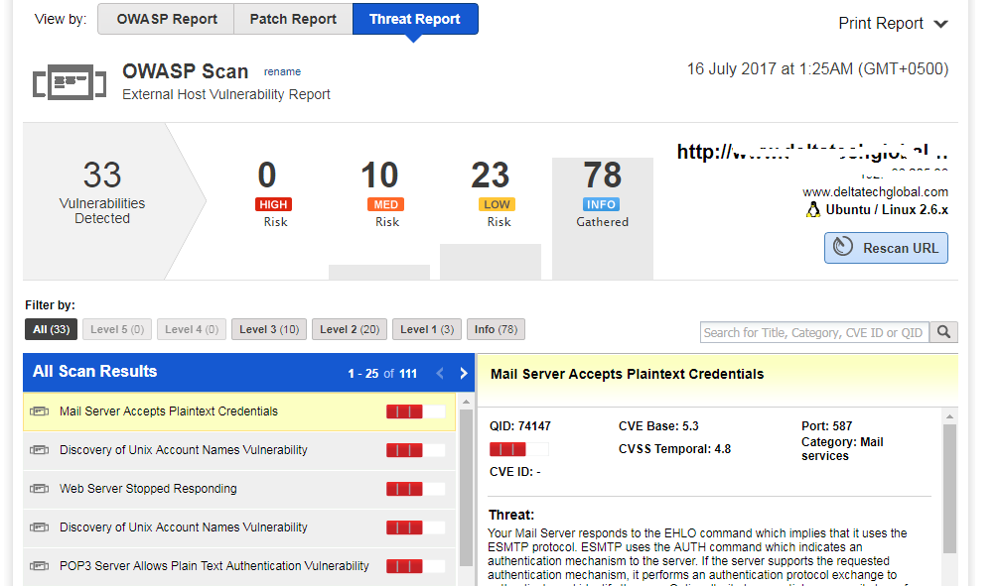 View by:
OWASP Report
Patch Report
Threat Report
Print Report
OWASP Scan
rename
External Host Vulnerability Report
16 July 2017 at 1:25AM (GMT+0500)
33
Vulnerabilities
Detected
0
HIGH
Risk
10
MED
Risk
23
LOW
Risk
78
INFO
Gathered
www.deltatechglobal.com
Ubuntu / Linux 2.6.x
Rescan URL
Filter by:
All (33)
Level 5 (0)
Level 4 (0)
Level 3 (10)
Level 2 (20)
Level 1 (3)
Info (78)
Search for Title, Category, CVE ID or QID
All Scan Results
1 - 25 of 111
Mail Server Accepts Plaintext Credentials
Discovery of Unix Account Names Vulnerability
Web Server Stopped Responding
Discovery of Unix Account Names Vulnerability
POP3 Server Allows Plain Text Authentication Vulnerability
Mail Server Accepts Plaintext Credentials
QID: 74147
CVE ID: -
CVE Base: 5.3
CVSS Temporal: 4.8
Port: 587
Category: Mail
services
Threat:
Your Mail Server responds to the EHLO command which implies that it uses the
ESMTP protocol. ESMTP uses the AUTH command which indicates an
authentication mechanism to the server. If the server supports the requested
authentication mechanism, it performs an authentication protocol exchange to